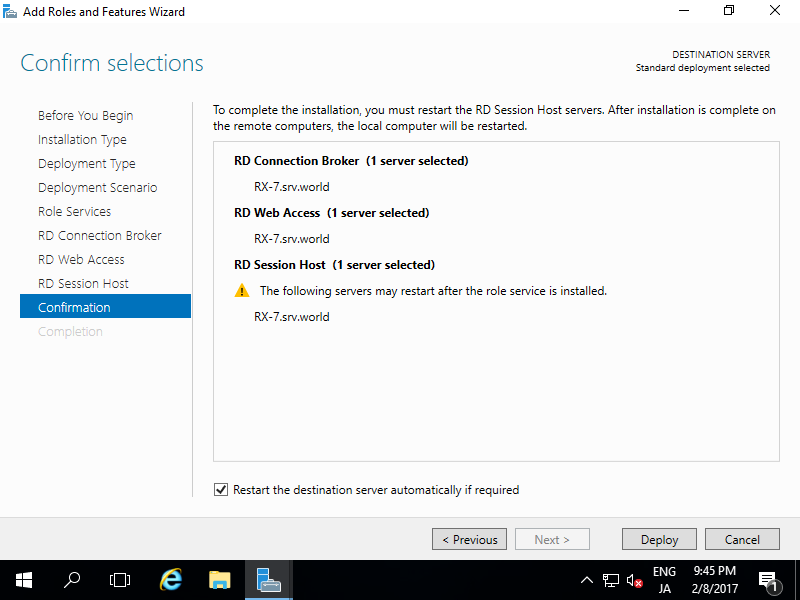 Add Roles and Features Wizard
Confirm selections
DESTINATION SERVER
Standard deployment selected
Before You Begin
Installation Type
Deployment Type
Deployment Scenario
Role Services
RD Connection Broker
RD Web Access
RD Session Host
Confirmation
Completion
To complete the installation, you must restart the RD Session Host servers. After installation is complete on
the remote computers, the local computer will be restarted.
RD Connection Broker (1 server selected)
RX-7.srv.world
RD Web Access (1 server selected)
RX-7.srv.world
RD Session Host (1 server selected)
The following servers may restart after the role service is installed.
RX-7.srv.world
Restart the destination server automatically if required
< Previous
Next >
Deploy
Cancel
ENG
JA
9:45 PM
2/8/2017
1